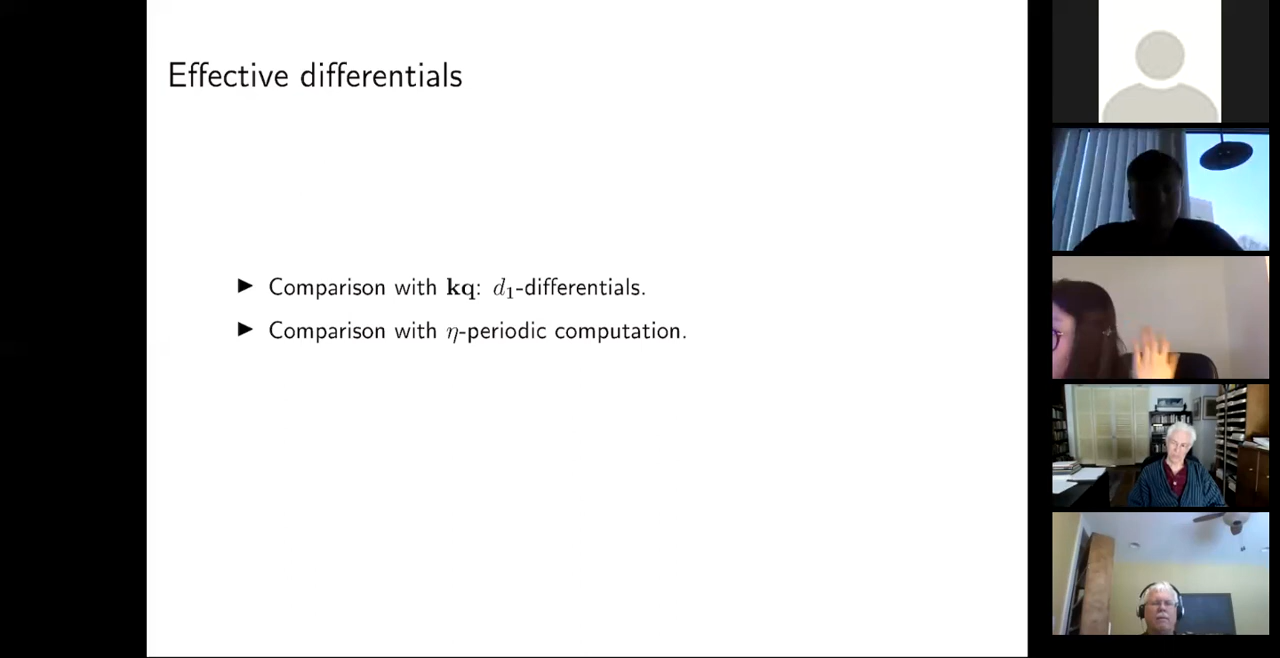 Effective differentials
▶ Comparison with kq: d₁-differentials.
▶ Comparison with η-periodic computation.